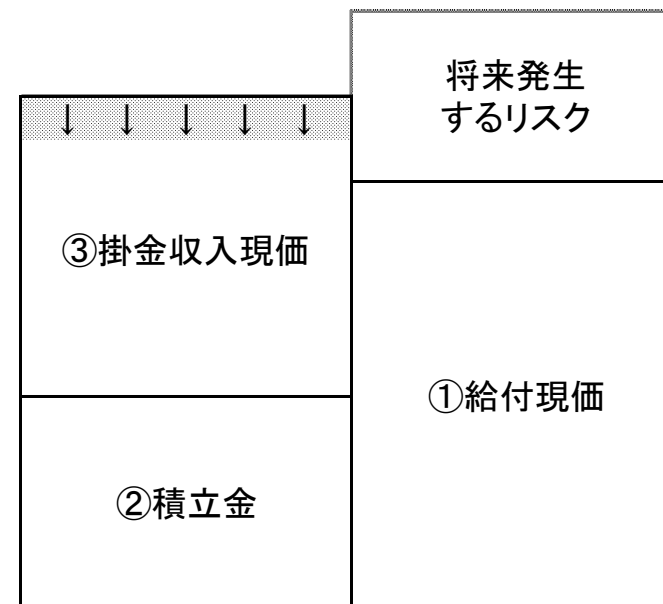 将来発生
するリスク
↓ ↓ ↓ ↓ ↓
③掛金収入現価
①給付現価
②積立金